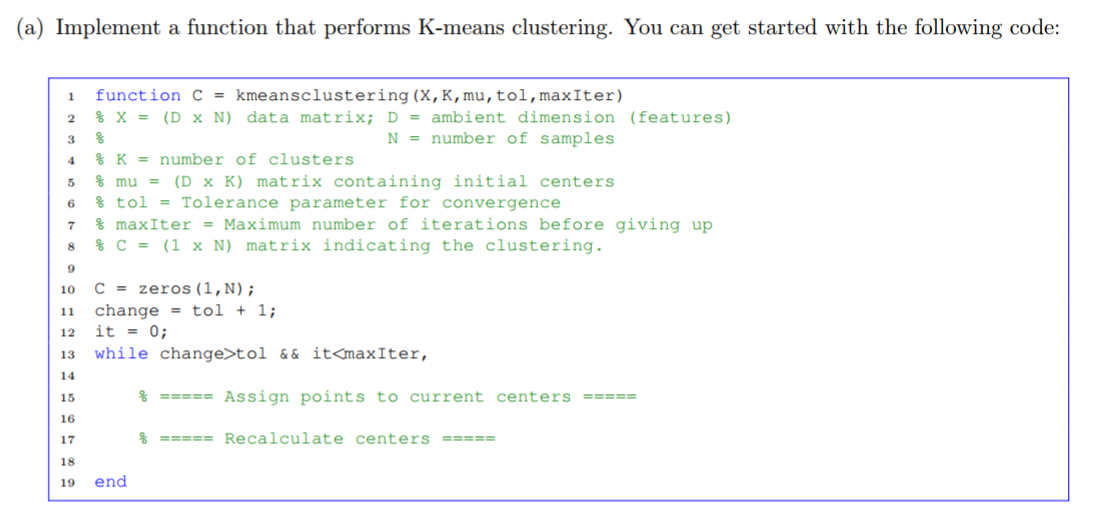 (a) Implement a function that performs K-means clustering. You can get started with the following code:
1 function C = kmeansclustering(X,K,mu,tol,maxIter)
2 % X = (D x N) data matrix; D = ambient dimension (features)
3 % N = number of samples
4 % K = number of clusters
5 % mu = (D x K) matrix containing initial centers
6 % tol = Tolerance parameter for convergence
7 % maxIter = Maximum number of iterations before giving up
8 % C = (1 x N) matrix indicating the clustering.
9
10 C = zeros(1,N);
11 change = tol + 1;
12 it = 0;
13 while change>tol && it<maxIter,
14
15 % ===== Assign points to current centers =====
16
17 % ===== Recalculate centers =====
18
19 end